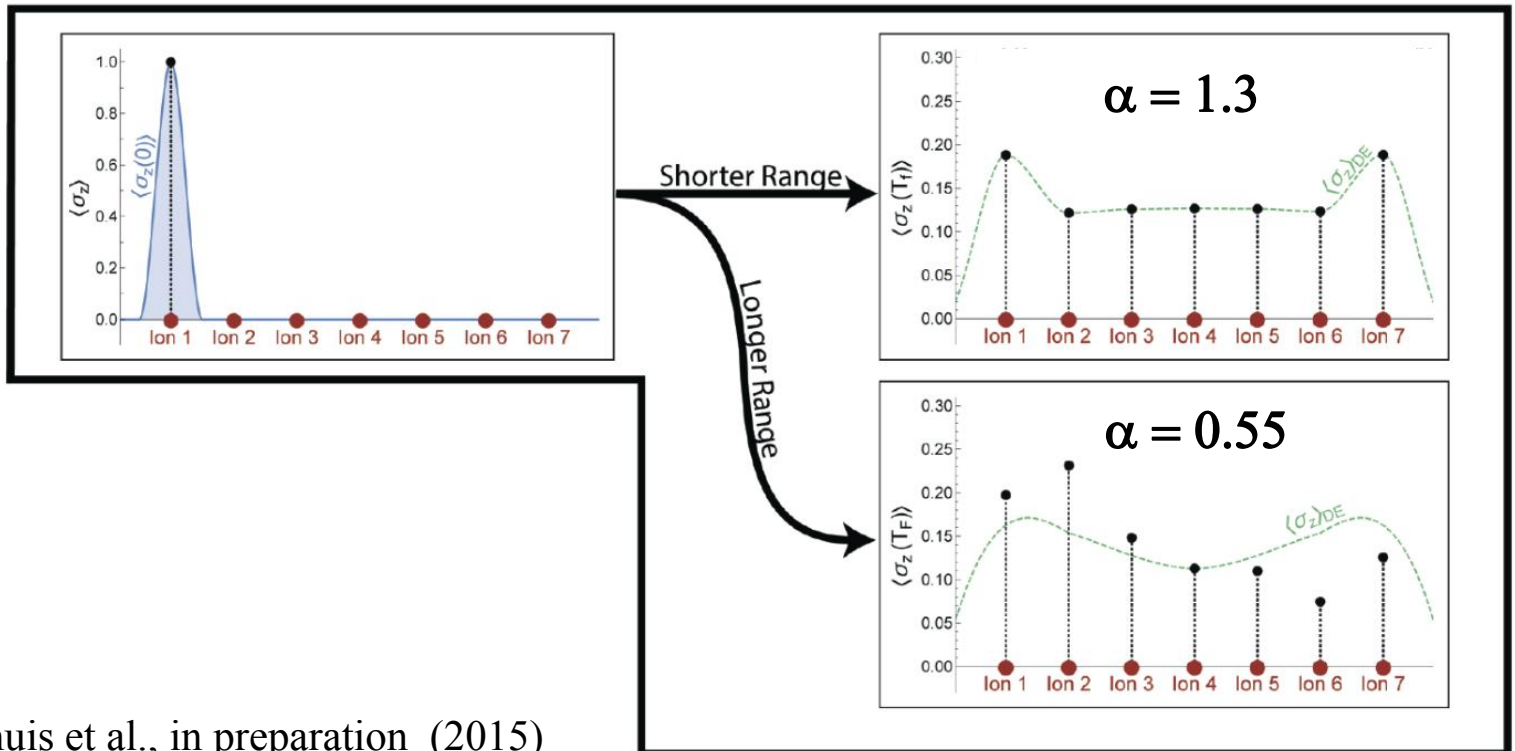 1.0
0.8
0.6
0.4
0.2
0.0
⟨σz⟩
⟨σz(0)⟩
Ion 1 Ion 2 Ion 3 Ion 4 Ion 5 Ion 6 Ion 7
Shorter Range
Longer Range
α = 1.3
0.30
0.25
0.20
0.15
0.10
0.05
0.00
⟨σz(Tf)⟩
⟨σz⟩DE
Ion 1 Ion 2 Ion 3 Ion 4 Ion 5 Ion 6 Ion 7
α = 0.55
0.30
0.25
0.20
0.15
0.10
0.05
0.00
⟨σz(TF)⟩
⟨σz⟩DE
Ion 1 Ion 2 Ion 3 Ion 4 Ion 5 Ion 6 Ion 7
et al., in preparation (2015)